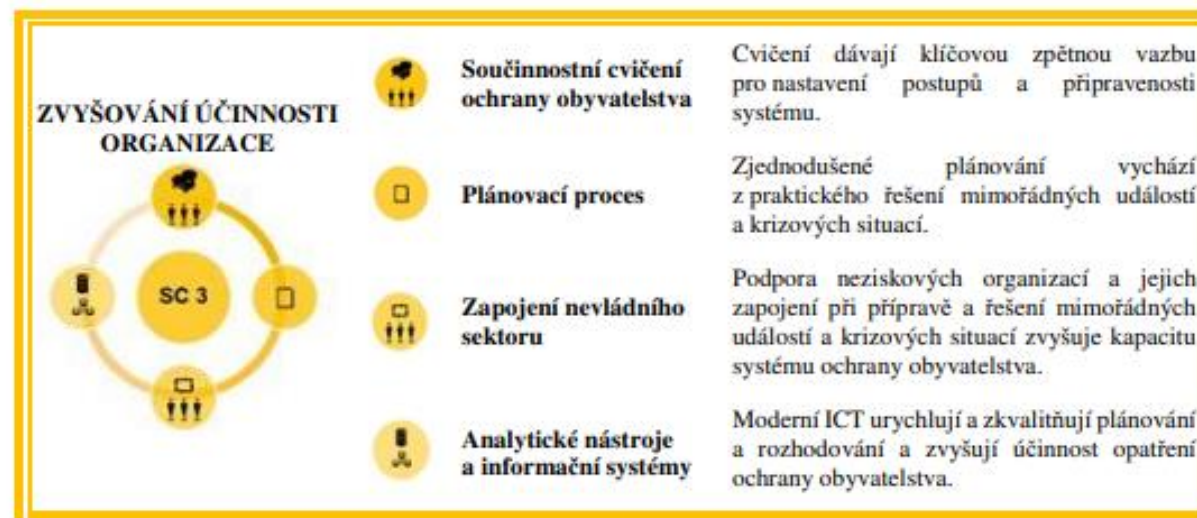 ZVYŠOVÁNÍ ÚČINNOSTI
ORGANIZACE
SC 3
Součinnostní cvičení
ochrany obyvatelstva
Cvičení dávají klíčovou zpětnou vazbu
pro nastavení postupů a připravenosti
systému.
Plánovací proces
Zjednodušené plánování vychází
z praktického řešení mimořádných událostí
a krizových situací.
Zapojení nevládního
sektoru
Podpora neziskových organizací a jejich
zapojení při přípravě a řešení mimořádných
událostí a krizových situací zvyšuje kapacitu
systému ochrany obyvatelstva.
Analytické nástroje
a informační systémy
Moderní ICT urychlují a zkvalitňují plánování
a rozhodování a zvyšují účinnost opatření
ochrany obyvatelstva.